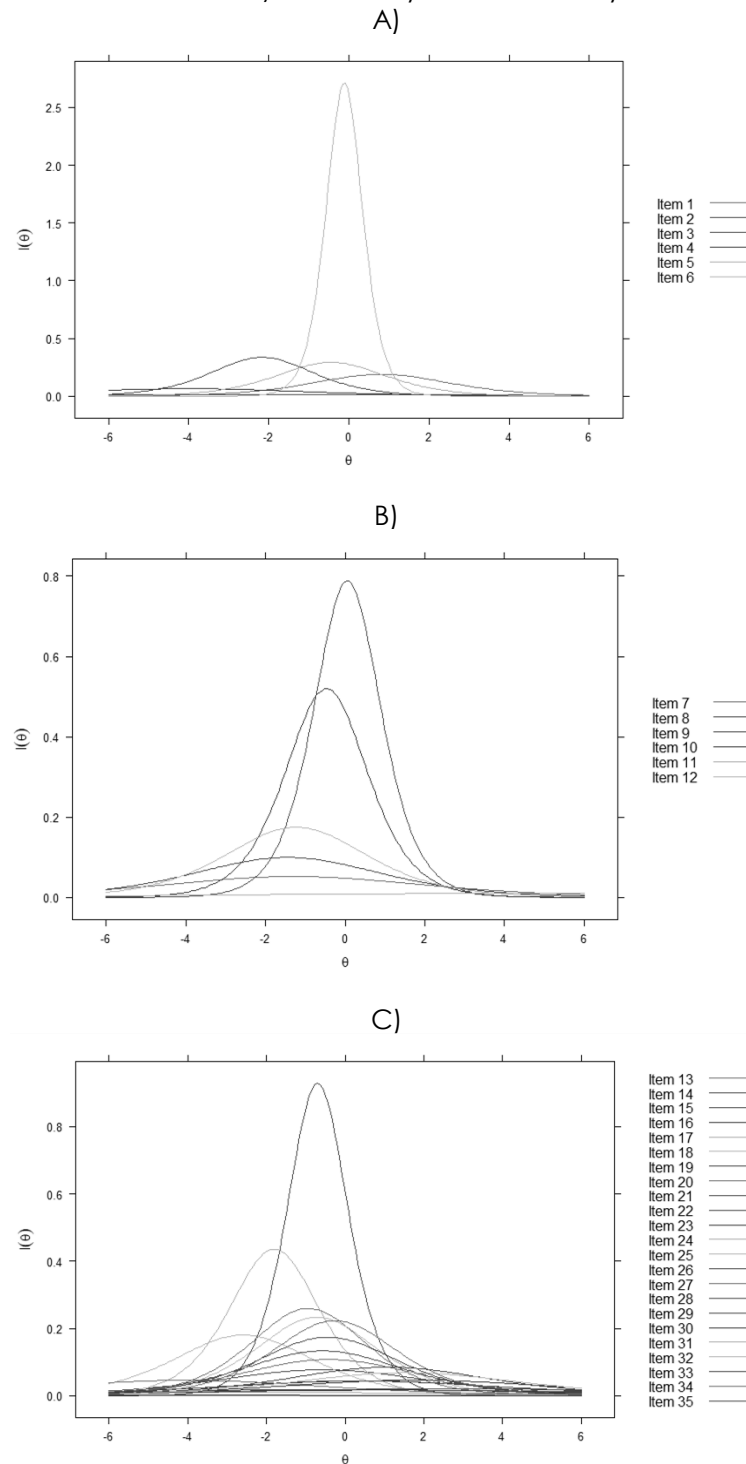 A)
2.5
2.0
1.5
1.0
0.5
0.0
I(θ)
-6 -4 -2 0 2 4 6
θ
Item 1
Item 2
Item 3
Item 4
Item 5
Item 6
B)
0.8
0.6
0.4
0.2
0.0
I(θ)
-6 -4 -2 0 2 4 6
θ
Item 7
Item 8
Item 9
Item 10
Item 11
Item 12
C)
0.8
0.6
0.4
0.2
0.0
I(θ)
-6 -4 -2 0 2 4 6
θ
Item 13
Item 14
Item 15
Item 16
Item 17
Item 18
Item 19
Item 20
Item 21
Item 22
Item 23
Item 24
Item 25
Item 26
Item 27
Item 28
Item 29
Item 30
Item 31
Item 32
Item 33
Item 34
Item 35